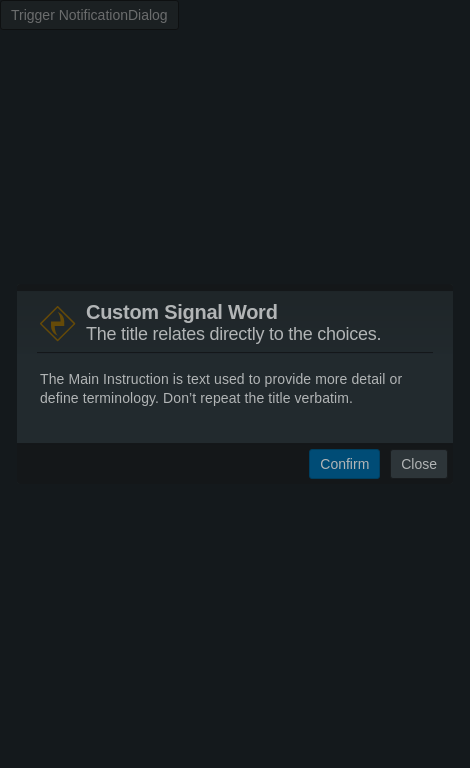 Trigger NotificationDialog
Custom Signal Word
The title relates directly to the choices.
The Main Instruction is text used to provide more detail or
define terminology. Don’t repeat the title verbatim.
Confirm Close